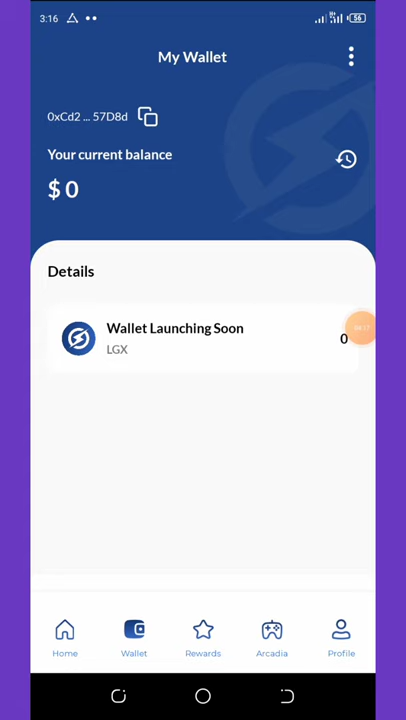 3:16
56
My Wallet
0xCd2 ... 57D8d
Your current balance
$ 0
Details
Wallet Launching Soon
0
LGX
Home
Wallet
Rewards
Arcadia
Profile